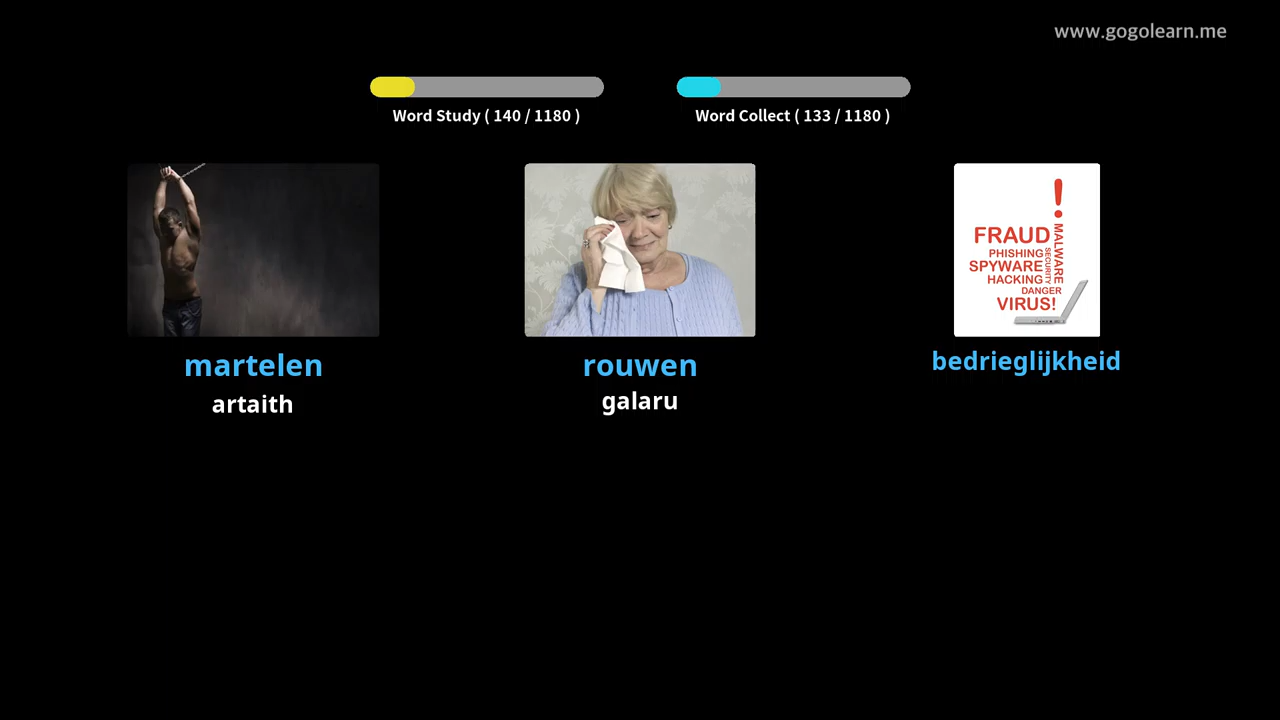 www.gogolearn.me
Word Study ( 140 / 1180 )
Word Collect ( 133 / 1180 )
FRAUD
PHISHING
SPYWARE
HACKING
DANGER
VIRUS!
MALWARE
SECURITY
!
martelen
artaith
rouwen
galaru
bedrieglijkheid